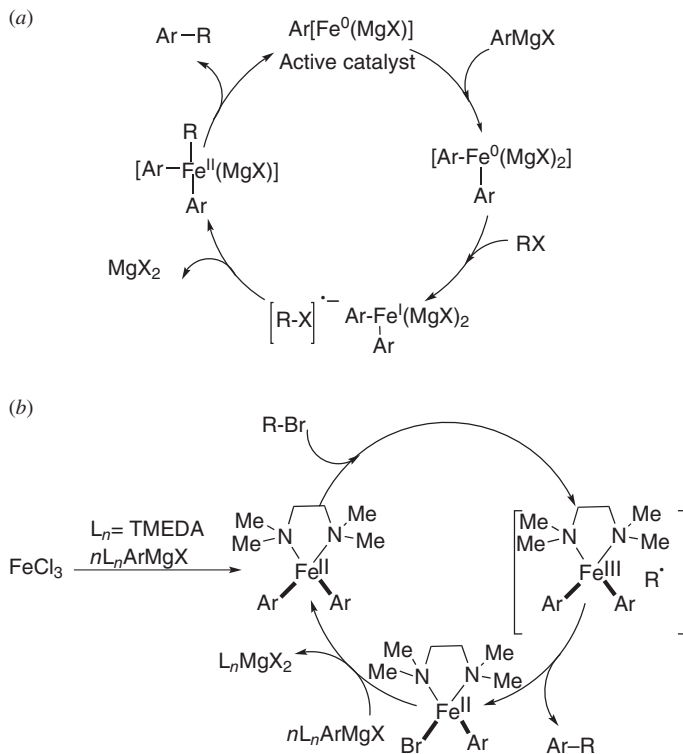 (a)
Ar–R
Ar[Fe⁰(MgX)]
Active catalyst
ArMgX
R
[Ar–Feᴵᴵ(MgX)]
Ar
[Ar-Fe⁰(MgX)₂]
Ar
RX
MgX₂
[R-X]•– Ar-Feᴵ(MgX)₂
Ar
(b)
R-Br
Lₙ= TMEDA
nLₙArMgX
FeCl₃
Me Me
Me N N Me
Feᴵᴵ
Ar Ar
Me Me
Me N N Me
Feᴵᴵᴵ R•
Ar Ar
LₙMgX₂
nLₙArMgX
Me Me
Me N N Me
Feᴵᴵ
Br Ar
Ar–R